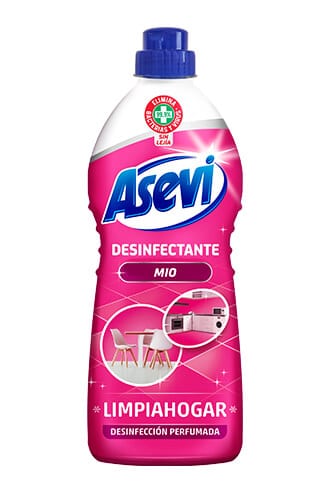 ELIMINA
99,9%
BACTERIAS Y VIRUS
SIN
LEJÍA
Asevi
DESINFECTANTE
MIO
*LIMPIAHOGAR*
DESINFECCIÓN PERFUMADA